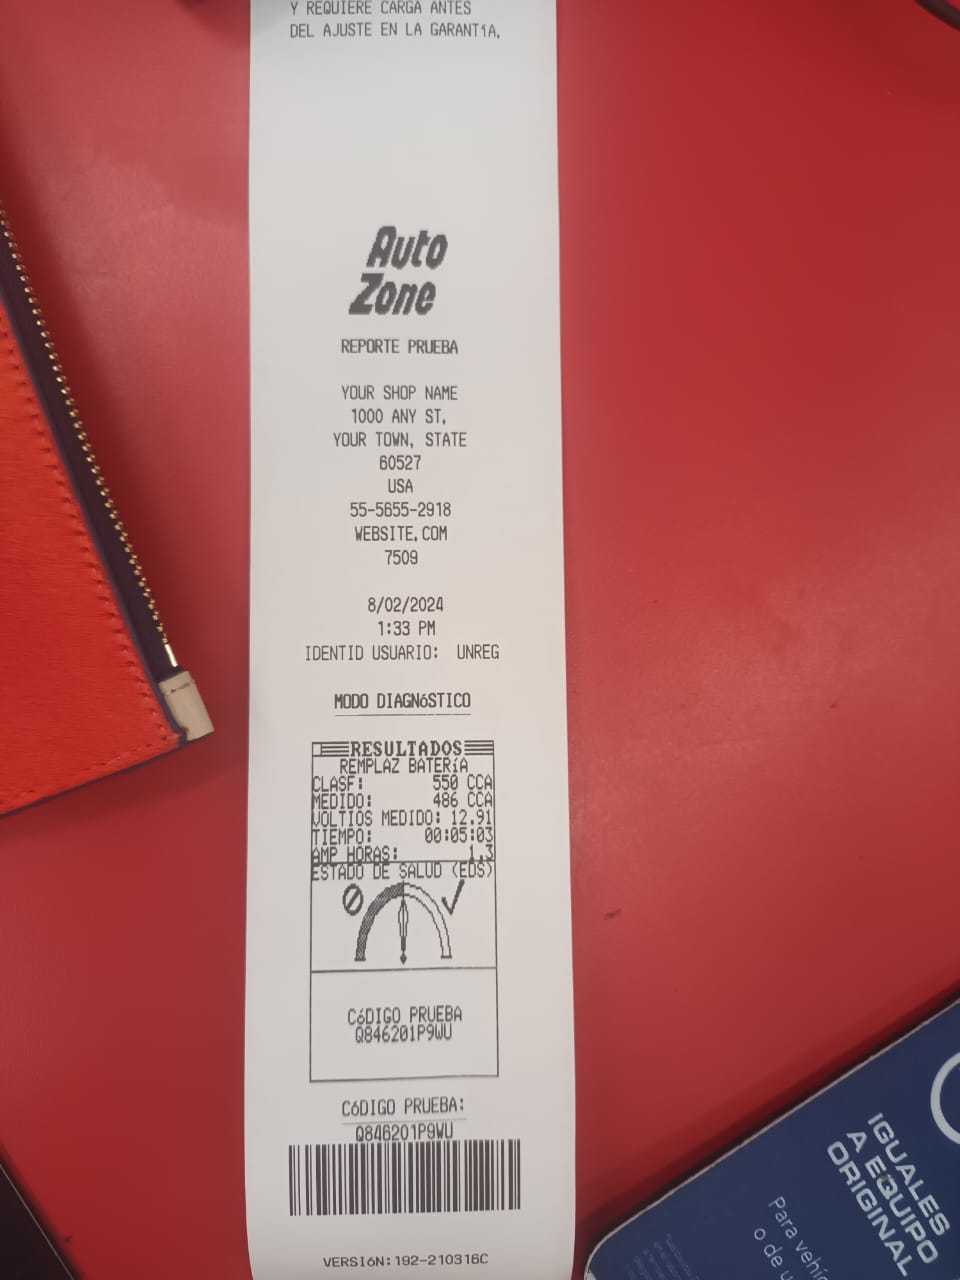 Y REQUIERE CARGA ANTES
DEL AJUSTE EN LA GARANTíA.
Auto
Zone
REPORTE PRUEBA
YOUR SHOP NAME
1000 ANY ST.
YOUR TOWN, STATE
60527
USA
55-5655-2918
WEBSITE.COM
7509
8/02/2024
1:33 PM
IDENTID USUARIO: UNREG
MODO DIAGNóSTICO
RESULTADOS
REMPLAZ BATERíA
CLASF: 550 CCA
MEDIDO: 486 CCA
VOLTIOS MEDIDO: 12.91
TIEMPO: 00:05:03
AMP HORAS: 1.3
ESTADO DE SALUD (EDS)
CóDIGO PRUEBA
Q846201P9WU
CóDIGO PRUEBA:
Q846201P9WU
VERSIóN:192-210316C
IGUALES
A EQUIPO
ORIGINAL
Para
o de